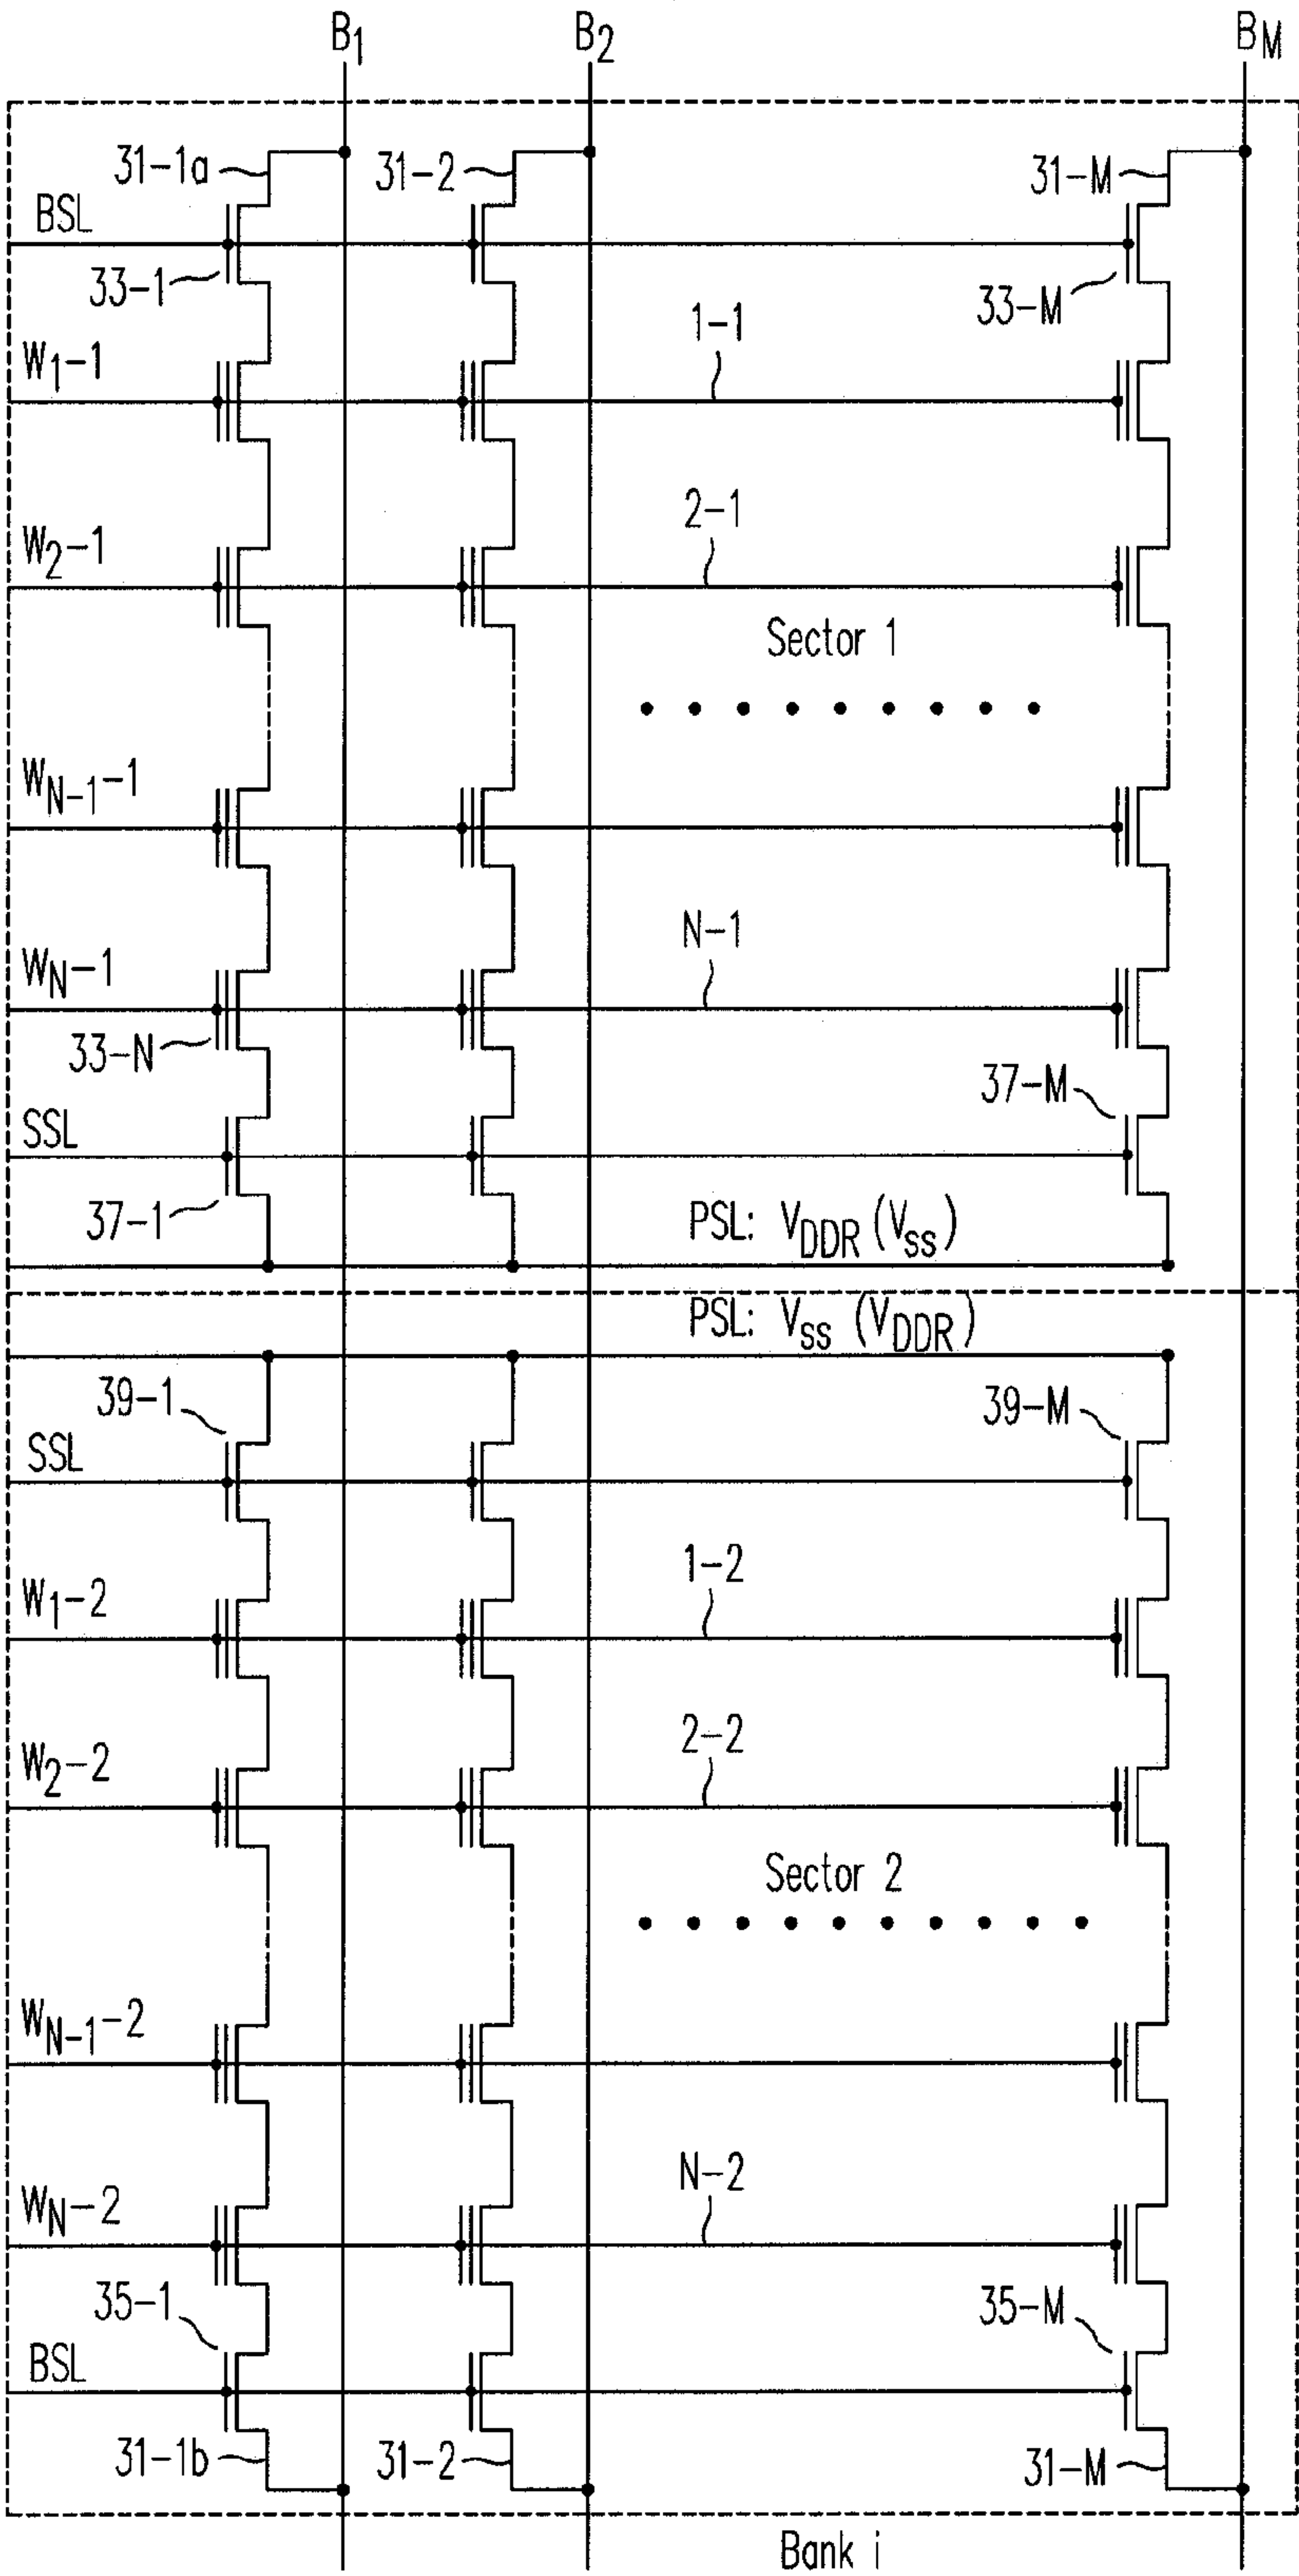 B1 B2 BM
31-1a 31-2 31-M
BSL
33-1 33-M
1-1
W1-1
2-1
W2-1
Sector 1
WN-1-1
N-1
WN-1
33-N
37-M
SSL
37-1
PSL: VDDR (Vss)
PSL: Vss (VDDR)
39-1 39-M
SSL
1-2
W1-2
2-2
W2-2
Sector 2
WN-1-2
N-2
WN-2
35-1 35-M
BSL
31-1b 31-2 31-M
Bank i